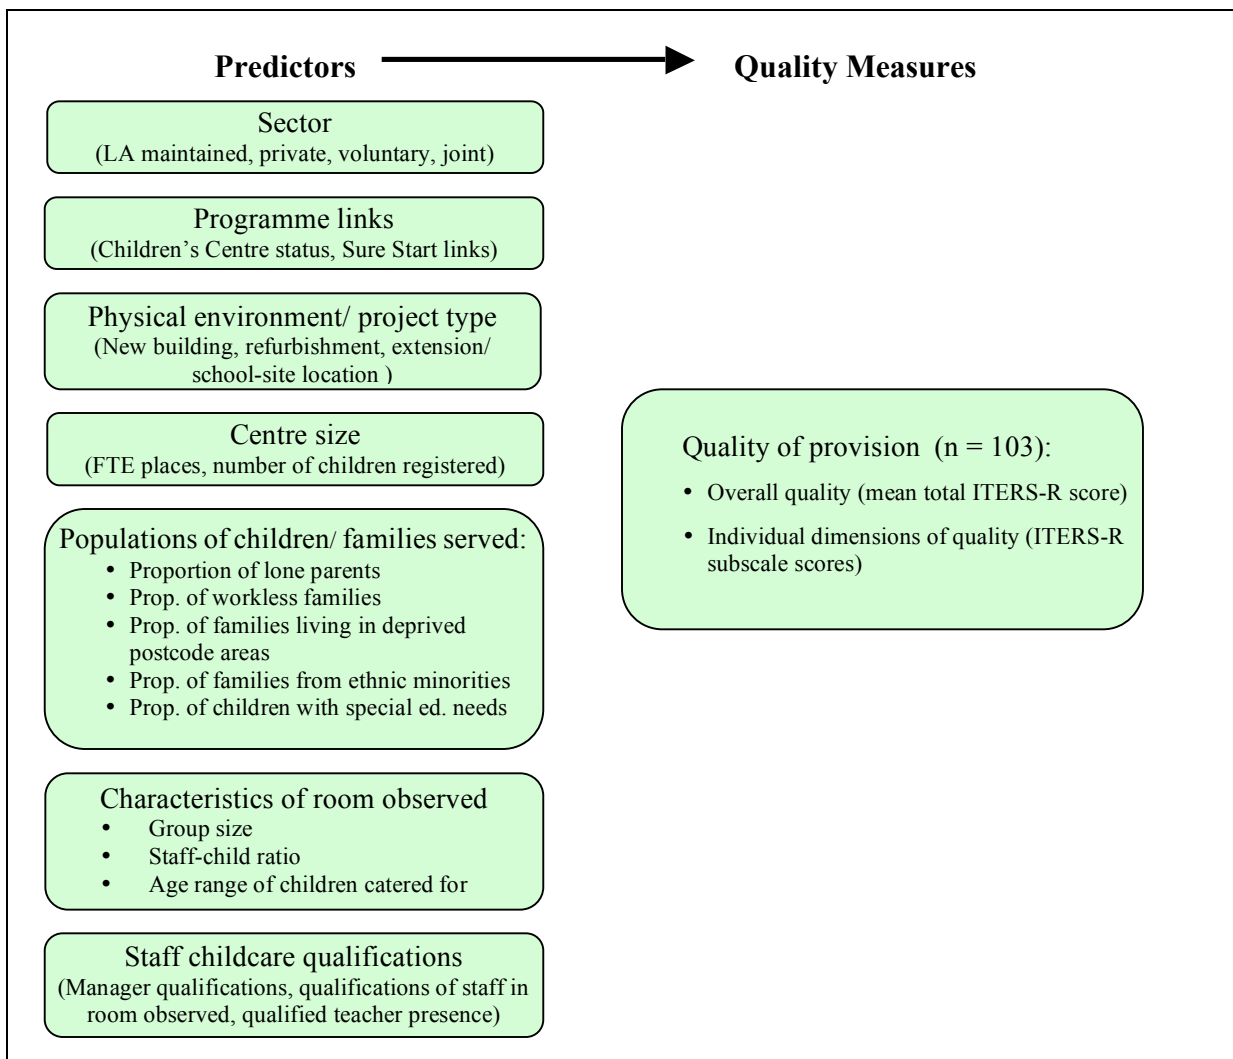 Predictors
Quality Measures
Sector
(LA maintained, private, voluntary, joint)
Programme links
(Children’s Centre status, Sure Start links)
Physical environment/ project type
(New building, refurbishment, extension/
school-site location )
Centre size
(FTE places, number of children registered)
Populations of children/ families served:
• Proportion of lone parents
• Prop. of workless families
• Prop. of families living in deprived
postcode areas
• Prop. of families from ethnic minorities
• Prop. of children with special ed. needs
Characteristics of room observed
• Group size
• Staff-child ratio
• Age range of children catered for
Staff childcare qualifications
(Manager qualifications, qualifications of staff in
room observed, qualified teacher presence)
Quality of provision (n = 103):
• Overall quality (mean total ITERS-R score)
• Individual dimensions of quality (ITERS-R
subscale scores)